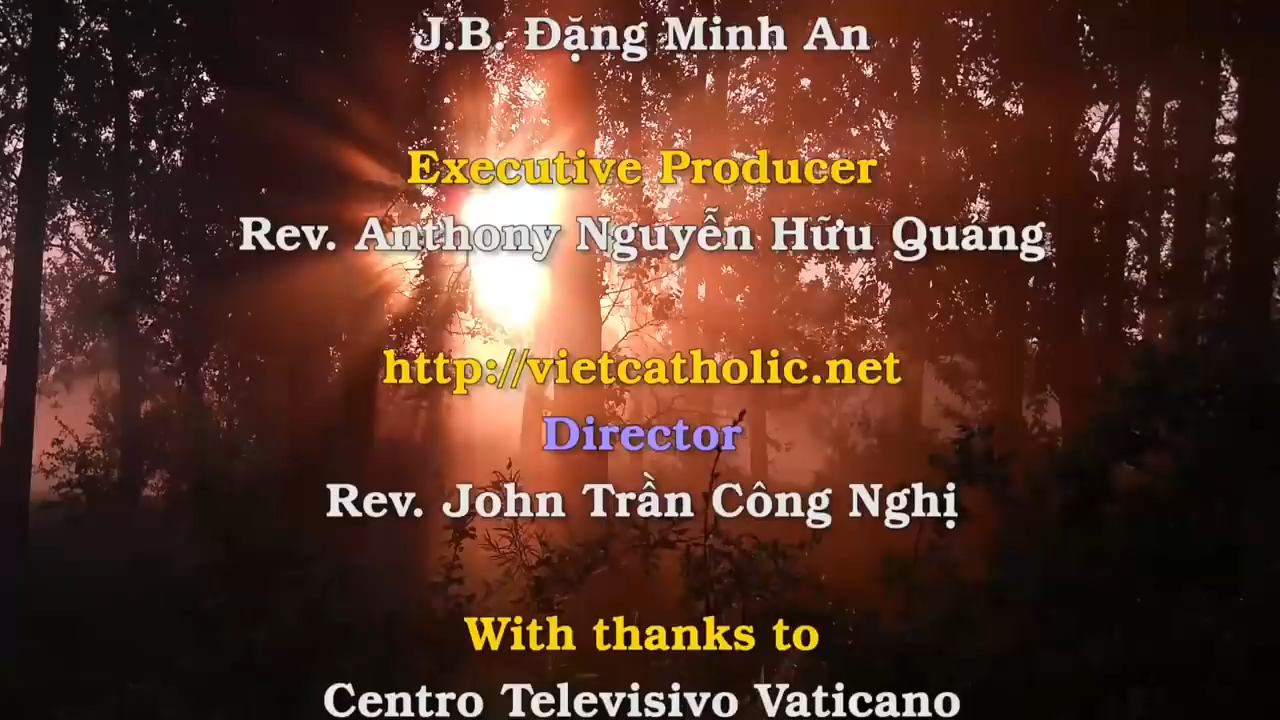 J.B. Đặng Minh An
Executive Producer
Rev. Anthony Nguyễn Hữu Quảng
http://vietcatholic.net
Director
Rev. John Trần Công Nghị
With thanks to
Centro Televisivo Vaticano